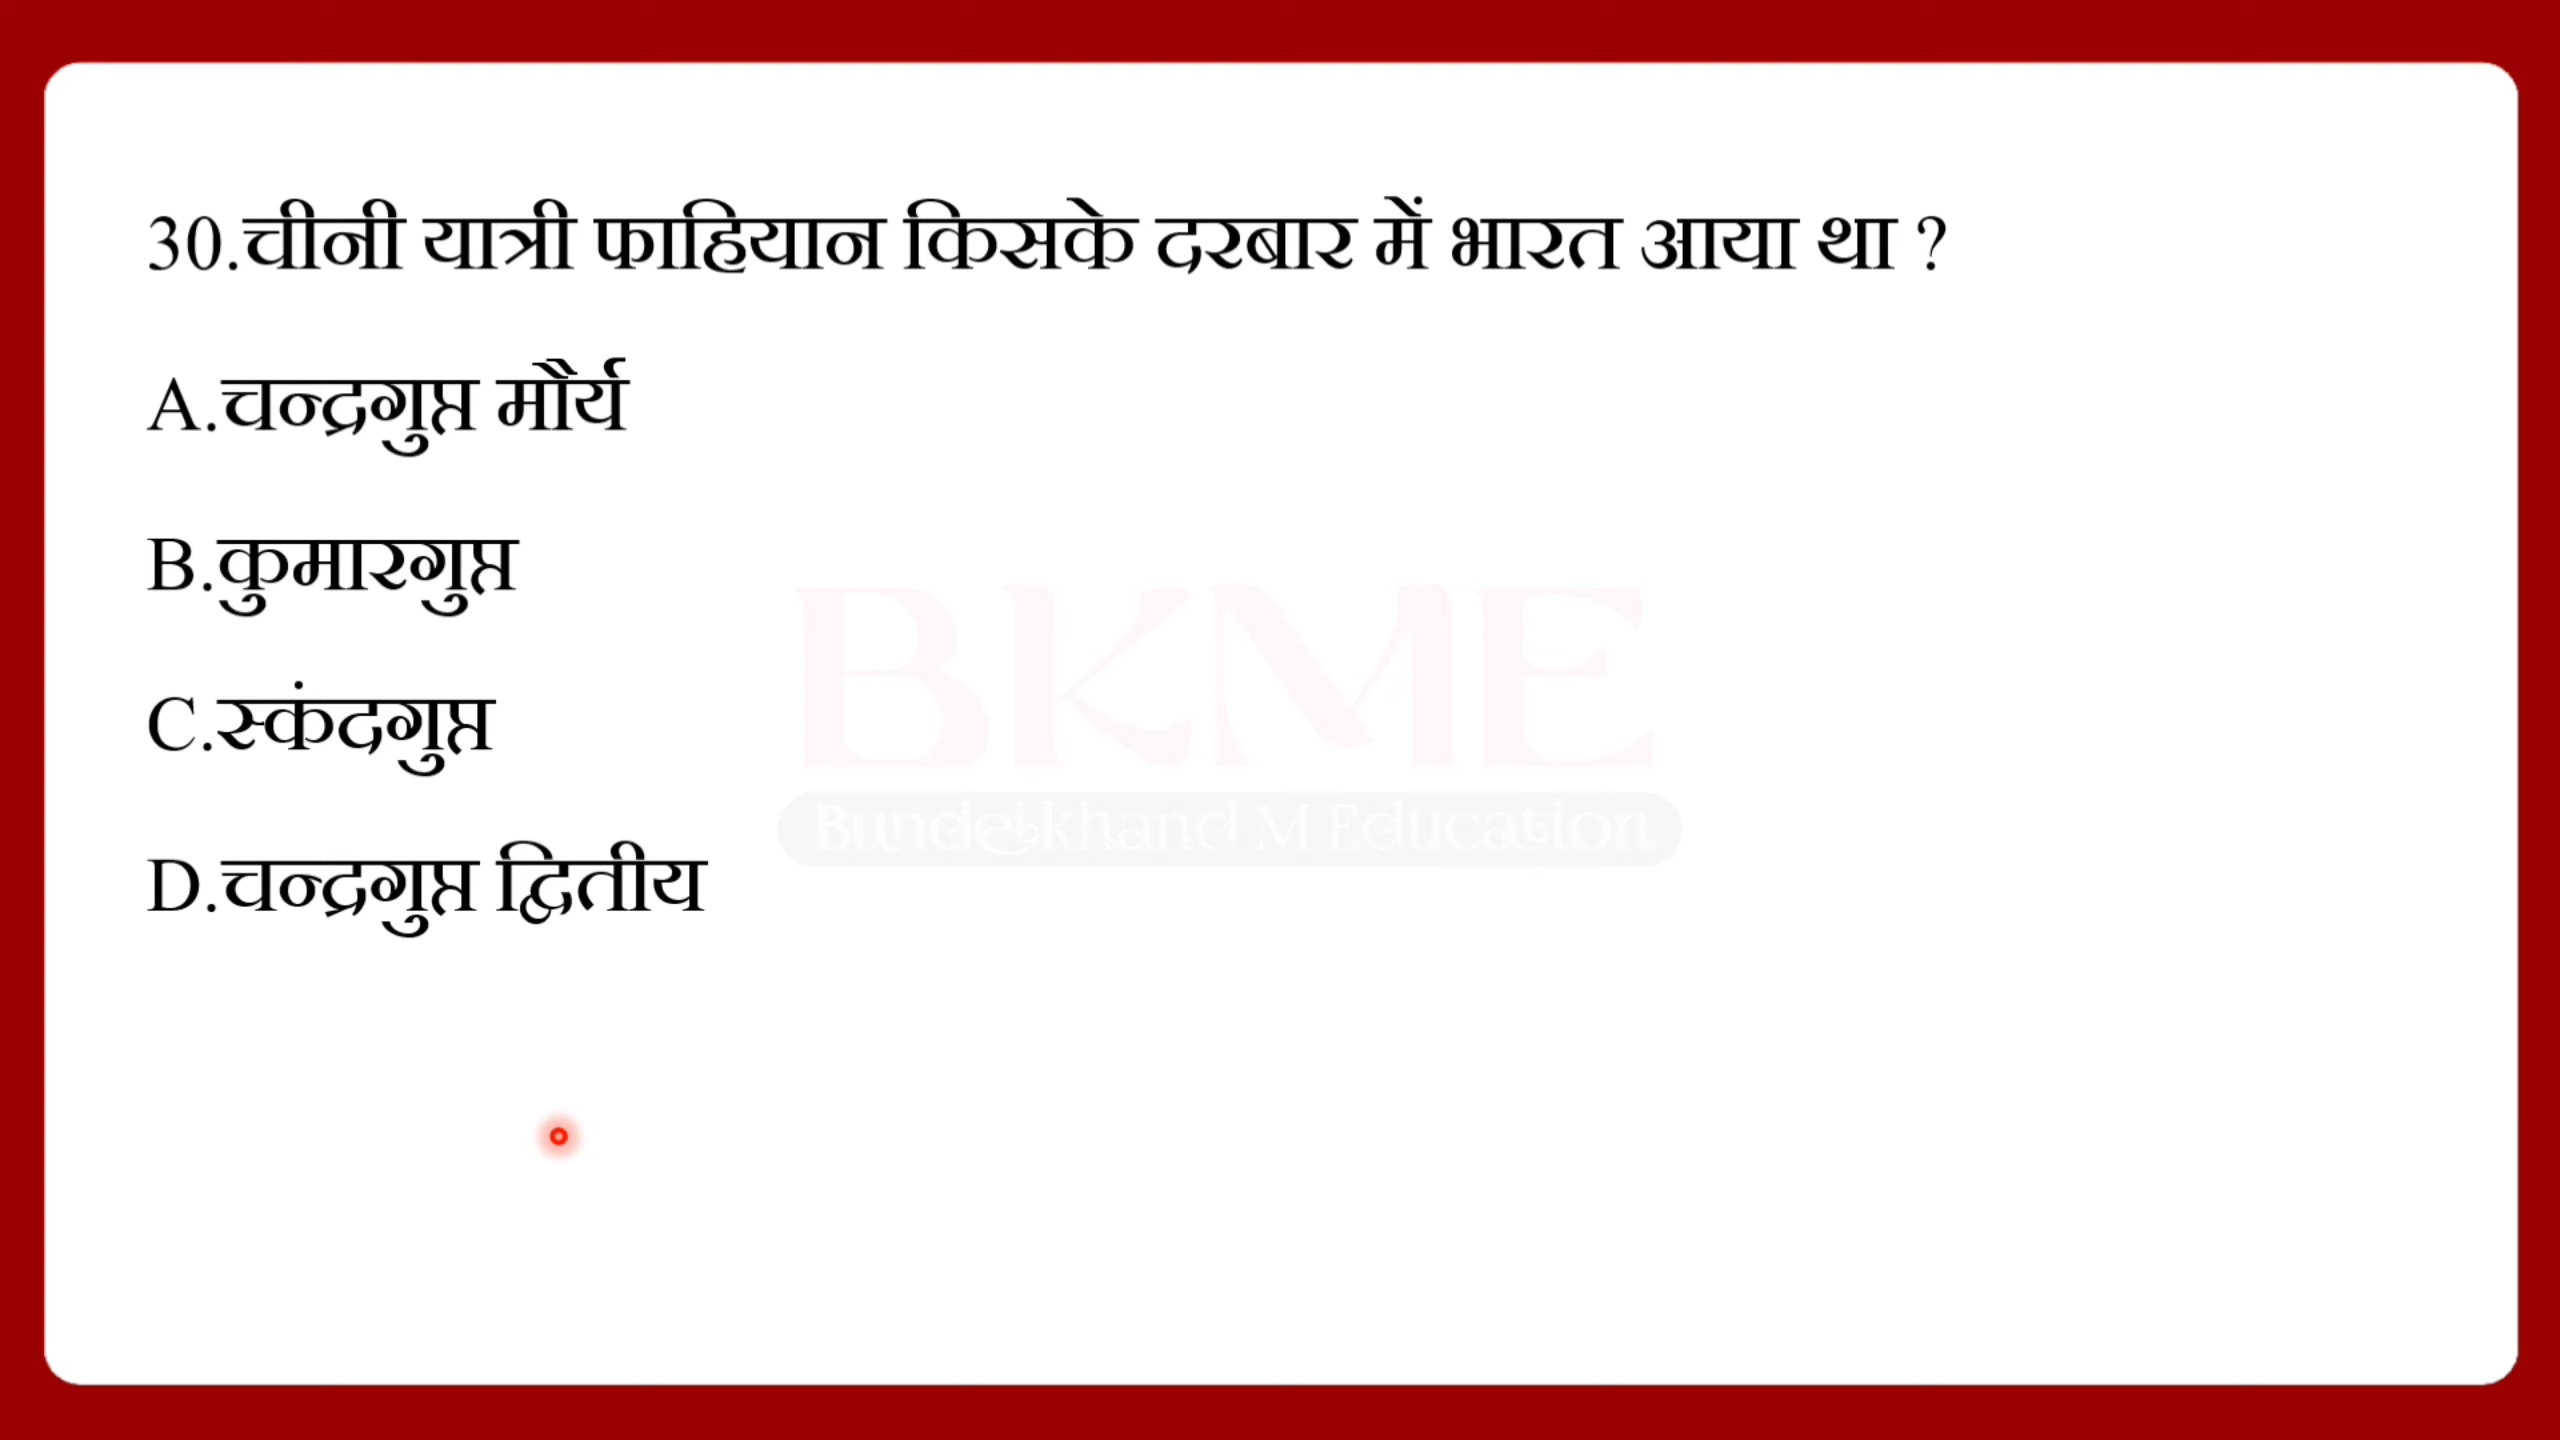 30.चीनी यात्री फाहियान किसके दरबार में भारत आया था ?
A.चन्द्रगुप्त मौर्य
B.कुमारगुप्त
C.स्कंदगुप्त
BKME
Bundelkhand M Education
D.चन्द्रगुप्त द्वितीय